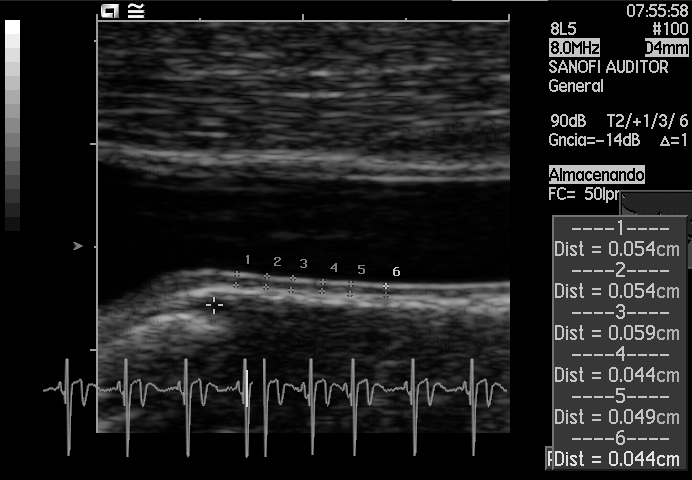 07:55:58
8L5 #100
8.0MHz D4mm
SANOFI AUDITOR
General
90dB T2/+1/3/ 6
Gncia=-14dB Δ=1
Almacenando
FC= 50lpm
1 2 3 4 5 6
----1----
Dist = 0.054cm
----2----
Dist = 0.054cm
----3----
Dist = 0.059cm
----4----
Dist = 0.044cm
----5----
Dist = 0.049cm
----6----
Dist = 0.044cm